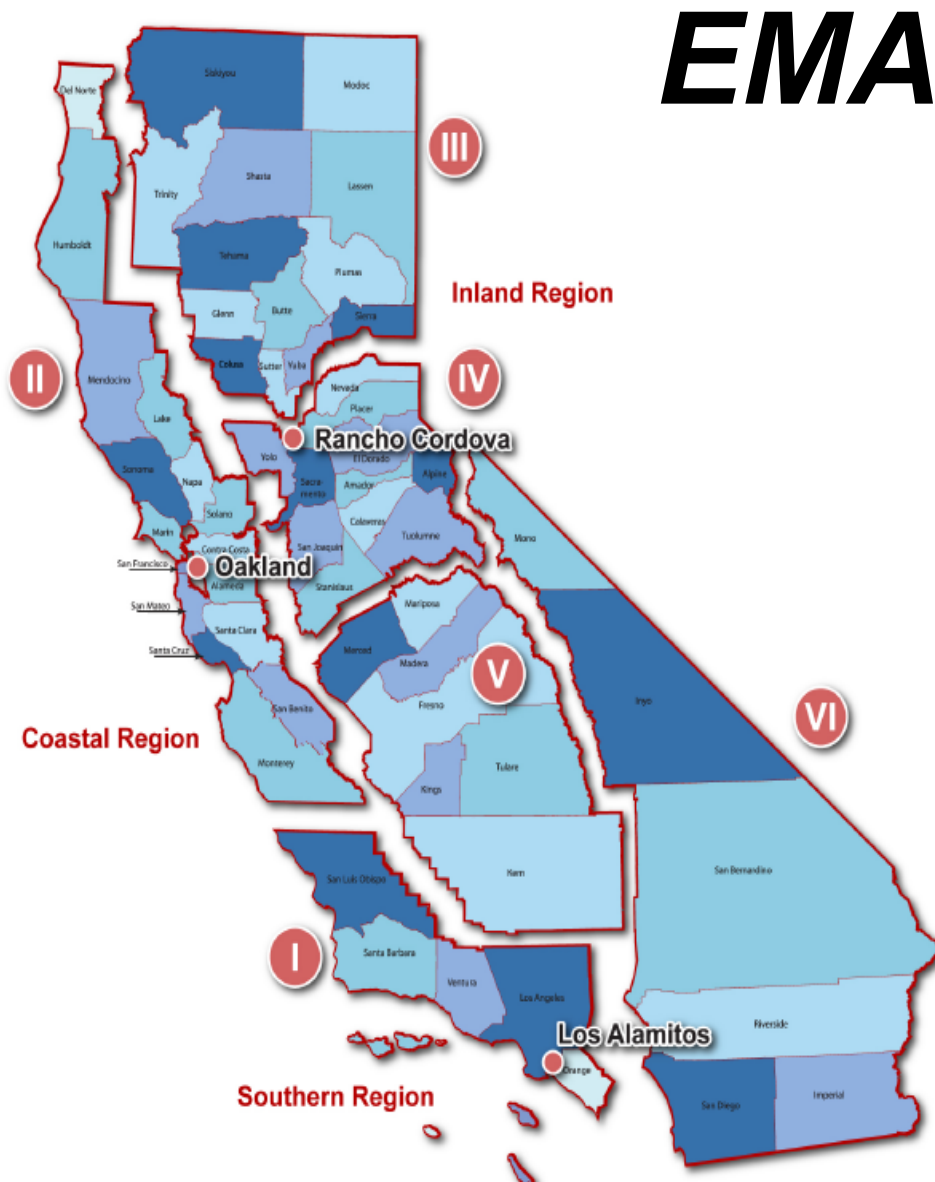 EMA
Del Norte
Siskiyou
Modoc
III
Trinity
Shasta
Lassen
Humboldt
Tehama
Plumas
Inland Region
Glenn
Butte
Sierra
Colusa
Sutter
Yuba
II
Mendocino
IV
Nevada
Placer
Lake
Rancho Cordova
Yolo
El Dorado
Sonoma
Napa
Sacra-
mento
Amador
Alpine
Solano
Calaveras
Marin
Tuolumne
Mono
Contra Costa
San Joaquin
San Francisco
Oakland
Alameda
Stanislaus
San Mateo
Mariposa
Santa Clara
Santa Cruz
Merced
Madera
V
San Benito
Fresno
Inyo
VI
Coastal Region
Monterey
Tulare
Kings
San Luis Obispo
Kern
San Bernardino
I
Santa Barbara
Ventura
Los Angeles
Riverside
Los Alamitos
Orange
Southern Region
San Diego
Imperial